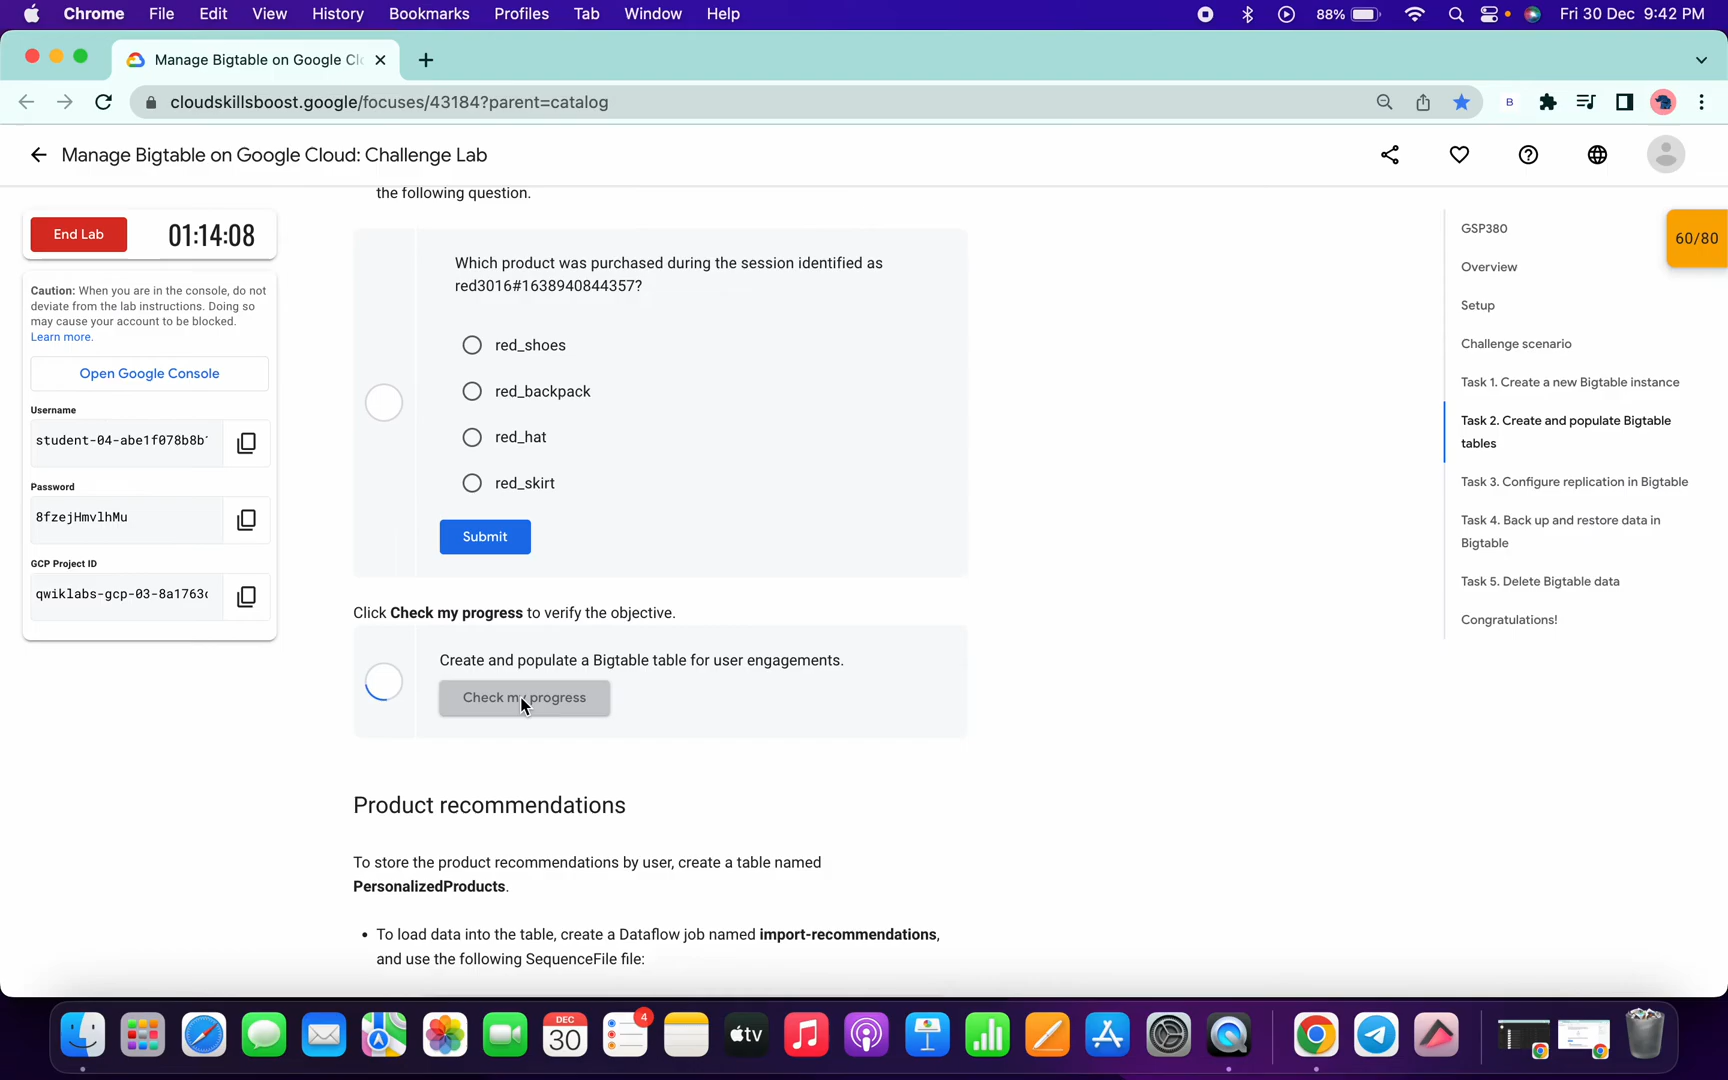 Chrome File Edit View History Bookmarks Profiles Tab Window Help 88% Fri 30 Dec 9:42 PM
Manage Bigtable on Google Cl
cloudskillsboost.google/focuses/43184?parent=catalog
Manage Bigtable on Google Cloud: Challenge Lab
the following question.
End Lab 01:14:08
Caution: When you are in the console, do not
deviate from the lab instructions. Doing so
may cause your account to be blocked.
Learn more.
Open Google Console
Username
student-04-abe1f078b8b
Password
8fzejHmvlhMu
GCP Project ID
qwiklabs-gcp-03-8a1763
Which product was purchased during the session identified as
red3016#1638940844357?
red_shoes
red_backpack
red_hat
red_skirt
Submit
Click Check my progress to verify the objective.
Create and populate a Bigtable table for user engagements.
Check my progress
Product recommendations
To store the product recommendations by user, create a table named
PersonalizedProducts.
• To load data into the table, create a Dataflow job named import-recommendations,
and use the following SequenceFile file:
GSP380
Overview
Setup
Challenge scenario
Task 1. Create a new Bigtable instance
Task 2. Create and populate Bigtable
tables
Task 3. Configure replication in Bigtable
Task 4. Back up and restore data in
Bigtable
Task 5. Delete Bigtable data
Congratulations!
60/80
DEC
30
4
tv